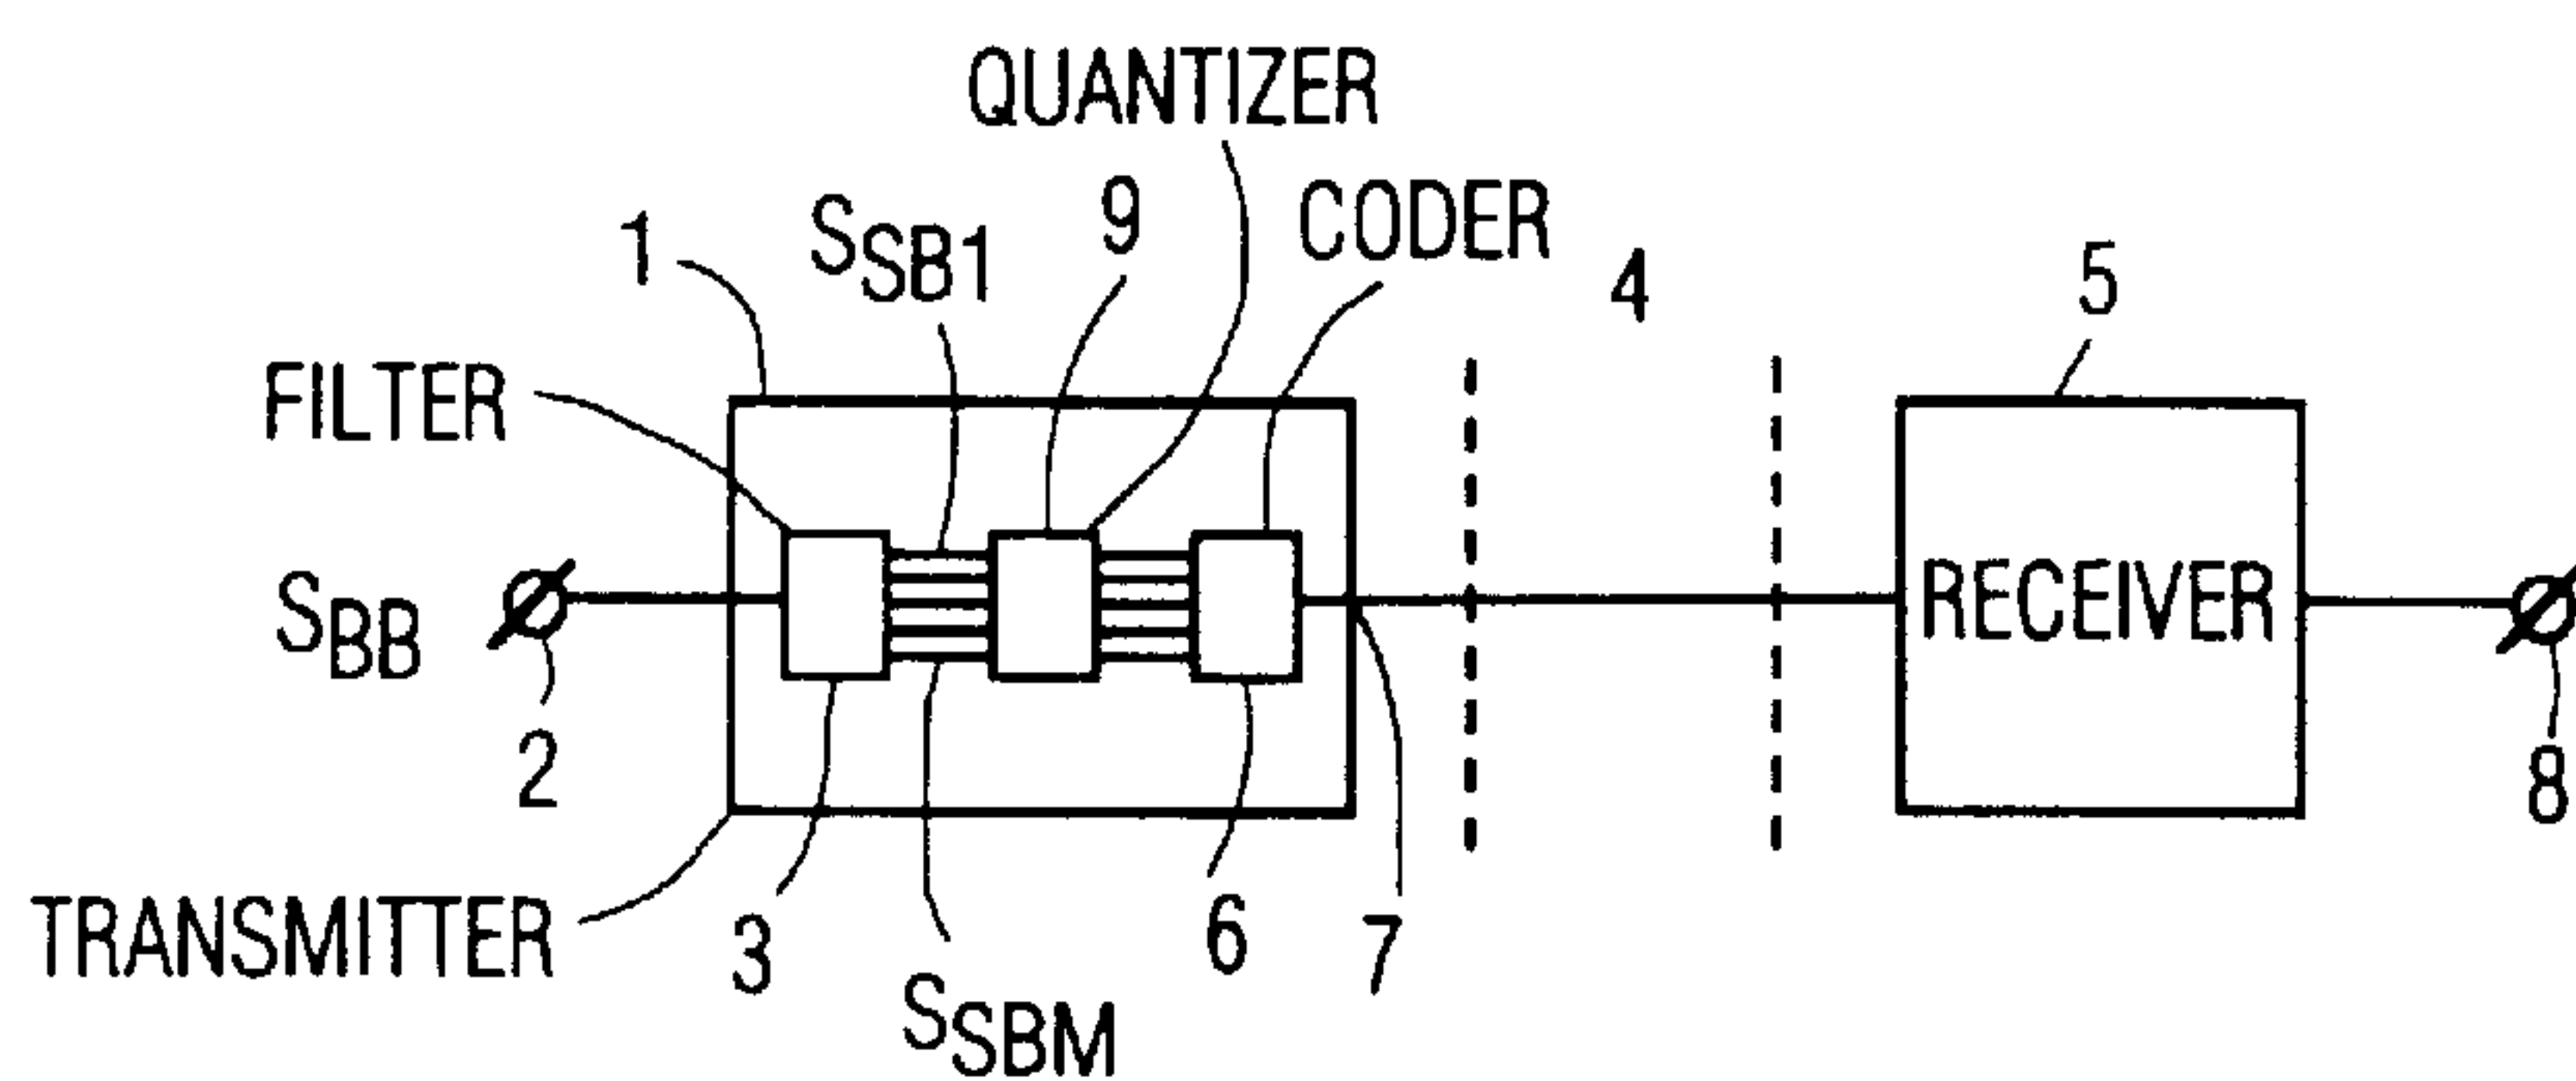 QUANTIZER
1
SSB1
9
CODER
4
5
FILTER
SBB
RECEIVER
2
8
TRANSMITTER
3
SSBM
6
7